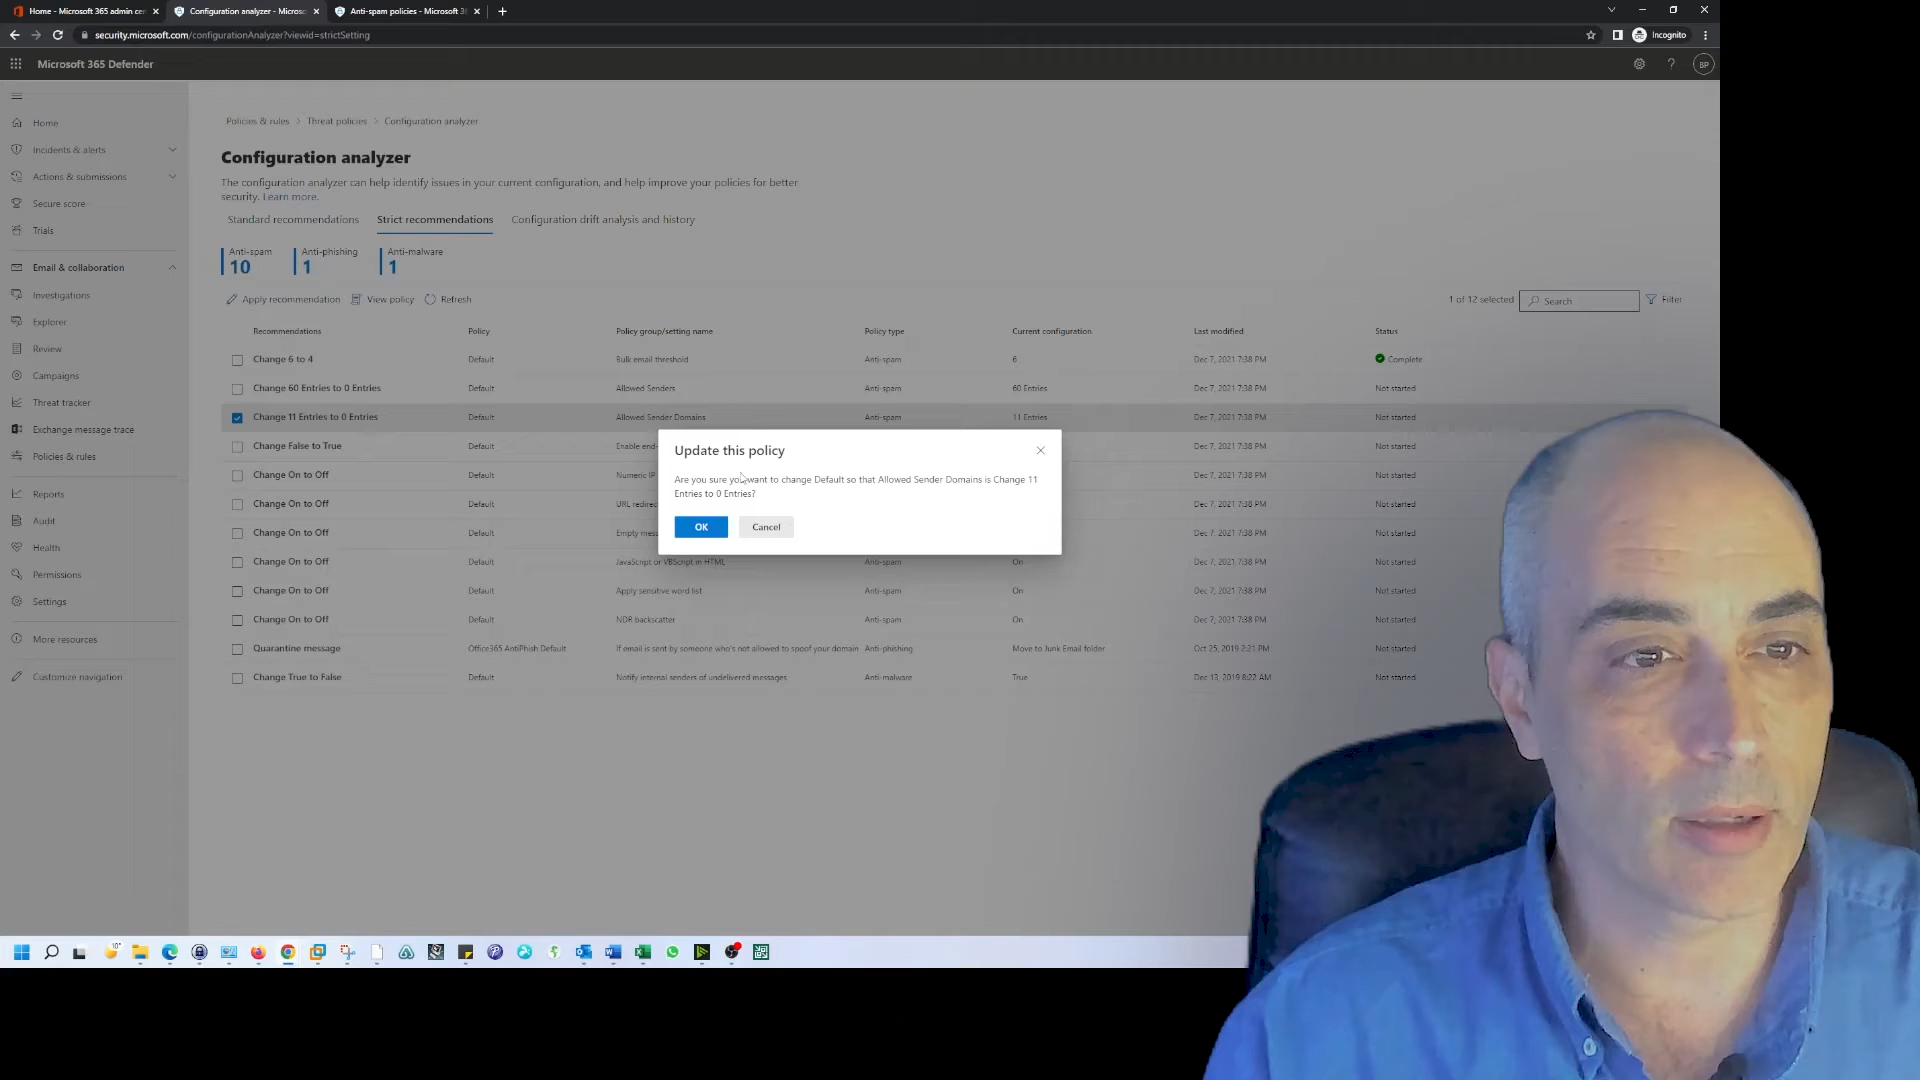 Home - Microsoft 365 admin cen
Configuration analyzer - Microso
Anti-spam policies - Microsoft 3
security.microsoft.com/configurationAnalyzer?viewid=strictSetting
Incognito
Microsoft 365 Defender
BP
Home
Incidents & alerts
Actions & submissions
Secure score
Trials
Email & collaboration
Investigations
Explorer
Review
Campaigns
Threat tracker
Exchange message trace
Policies & rules
Reports
Audit
Health
Permissions
Settings
More resources
Customize navigation
Policies & rules > Threat policies > Configuration analyzer
Configuration analyzer
The configuration analyzer can help identify issues in your current configuration, and help improve your policies for better
security. Learn more.
Standard recommendations Strict recommendations Configuration drift analysis and history
Anti-spam Anti-phishing Anti-malware
10 1 1
Apply recommendation View policy Refresh 1 of 12 selected Search Filter
Recommendations Policy Policy group/setting name Policy type Current configuration Last modified Status
Change 6 to 4 Default Bulk email threshold Anti-spam 6 Dec 7, 2021 7:38 PM Complete
Change 60 Entries to 0 Entries Default Allowed Senders Anti-spam 60 Entries Dec 7, 2021 7:38 PM Not started
Change 11 Entries to 0 Entries Default Allowed Sender Domains Anti-spam 11 Entries Dec 7, 2021 7:38 PM Not started
Change False to True Default Enable end- Dec 7, 2021 7:38 PM Not started
Change On to Off Default Numeric IP Dec 7, 2021 7:38 PM Not started
Change On to Off Default URL redirect Dec 7, 2021 7:38 PM Not started
Change On to Off Default Empty mess Dec 7, 2021 7:38 PM Not started
Change On to Off Default JavaScript or VBScript in HTML Anti-spam On Dec 7, 2021 7:38 PM Not started
Change On to Off Default Apply sensitive word list Anti-spam On Dec 7, 2021 7:38 PM Not started
Change On to Off Default NDR backscatter Anti-spam On Dec 7, 2021 7:38 PM Not started
Quarantine message Office365 AntiPhish Default If email is sent by someone who's not allowed to spoof your domain Anti-phishing Move to Junk Email folder Oct 25, 2019 2:21 PM Not started
Change True to False Default Notify internal senders of undelivered messages Anti-malware True Dec 13, 2019 8:22 AM Not started
Update this policy
Are you sure you want to change Default so that Allowed Sender Domains is Change 11
Entries to 0 Entries?
OK Cancel
10°